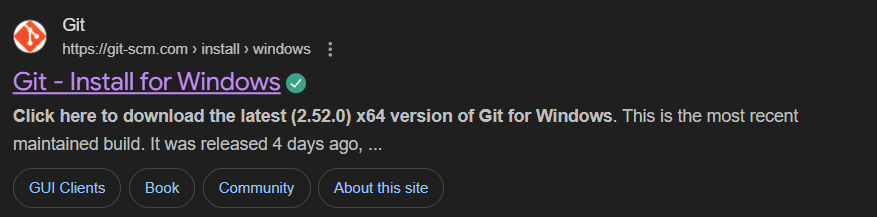 Git
https://git-scm.com › install › windows
Git - Install for Windows
Click here to download the latest (2.52.0) x64 version of Git for Windows. This is the most recent
maintained build. It was released 4 days ago, ...
GUI Clients Book Community About this site